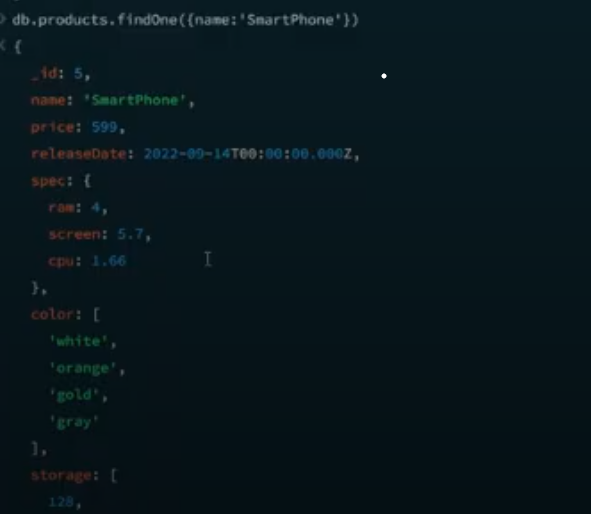 > db.products.findOne({name:'SmartPhone'})
< {
_id: 5,
name: 'SmartPhone',
price: 599,
releaseDate: 2022-09-14T00:00:00.000Z,
spec: {
ram: 4,
screen: 5.7,
cpu: 1.66
},
color: [
'white',
'orange',
'gold',
'gray'
],
storage: [
128,